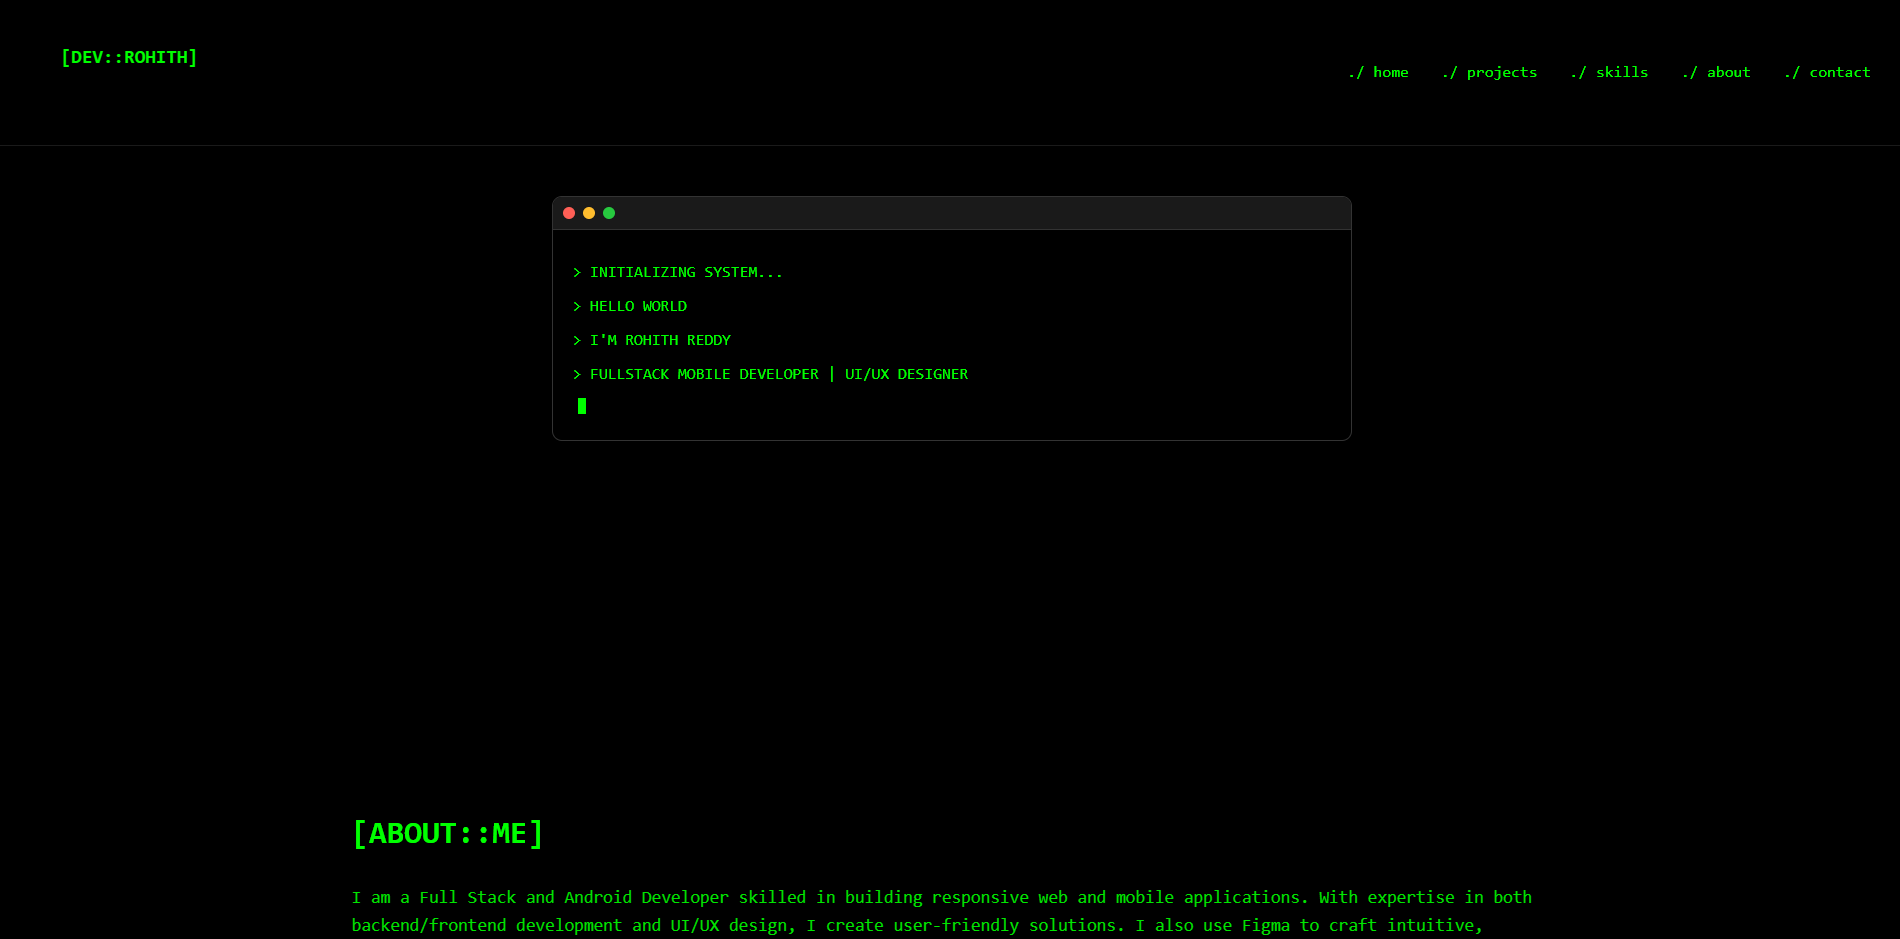 [DEV::ROHITH]
./ home ./ projects ./ skills ./ about ./ contact
> INITIALIZING SYSTEM...
> HELLO WORLD
> I'M ROHITH REDDY
> FULLSTACK MOBILE DEVELOPER | UI/UX DESIGNER
[ABOUT::ME]
I am a Full Stack and Android Developer skilled in building responsive web and mobile applications. With expertise in both
backend/frontend development and UI/UX design, I create user-friendly solutions. I also use Figma to craft intuitive,